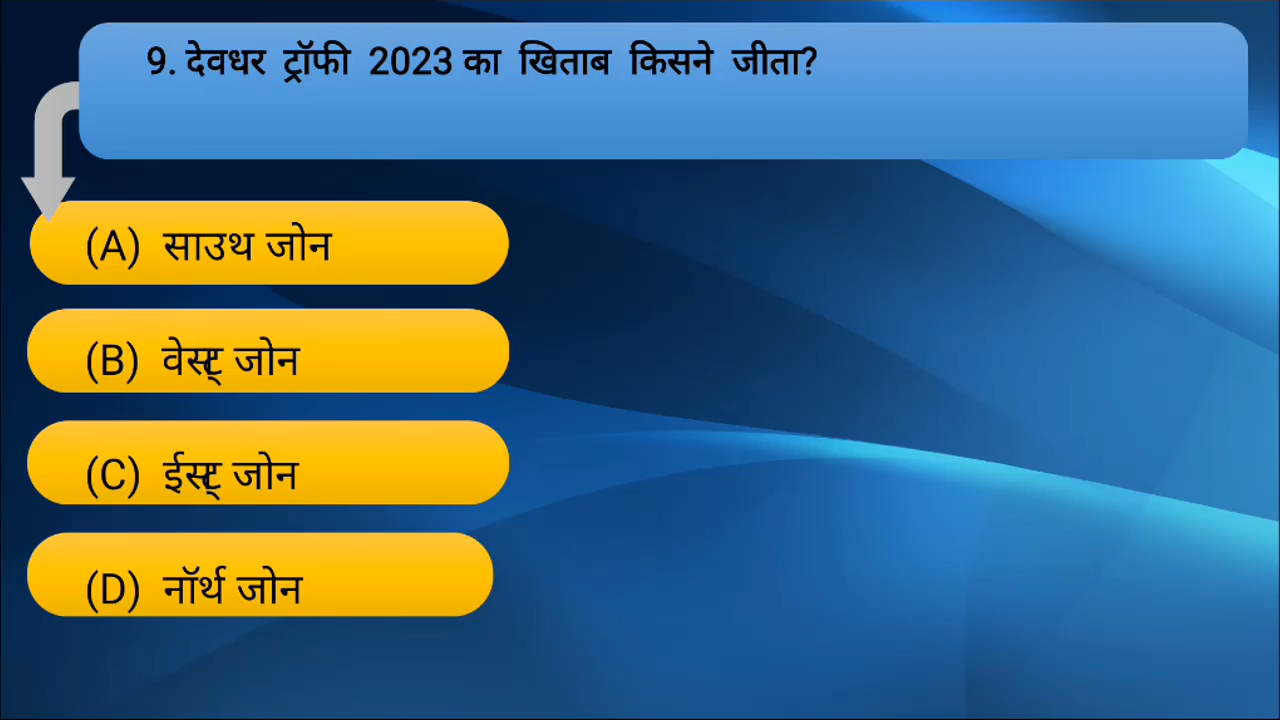 9. देवधर ट्रॉफी 2023 का खिताब किसने जीता?
(A) साउथ जोन
(B) वेस्ट् जोन
(C) ईस्ट् जोन
(D) नॉर्थ जोन